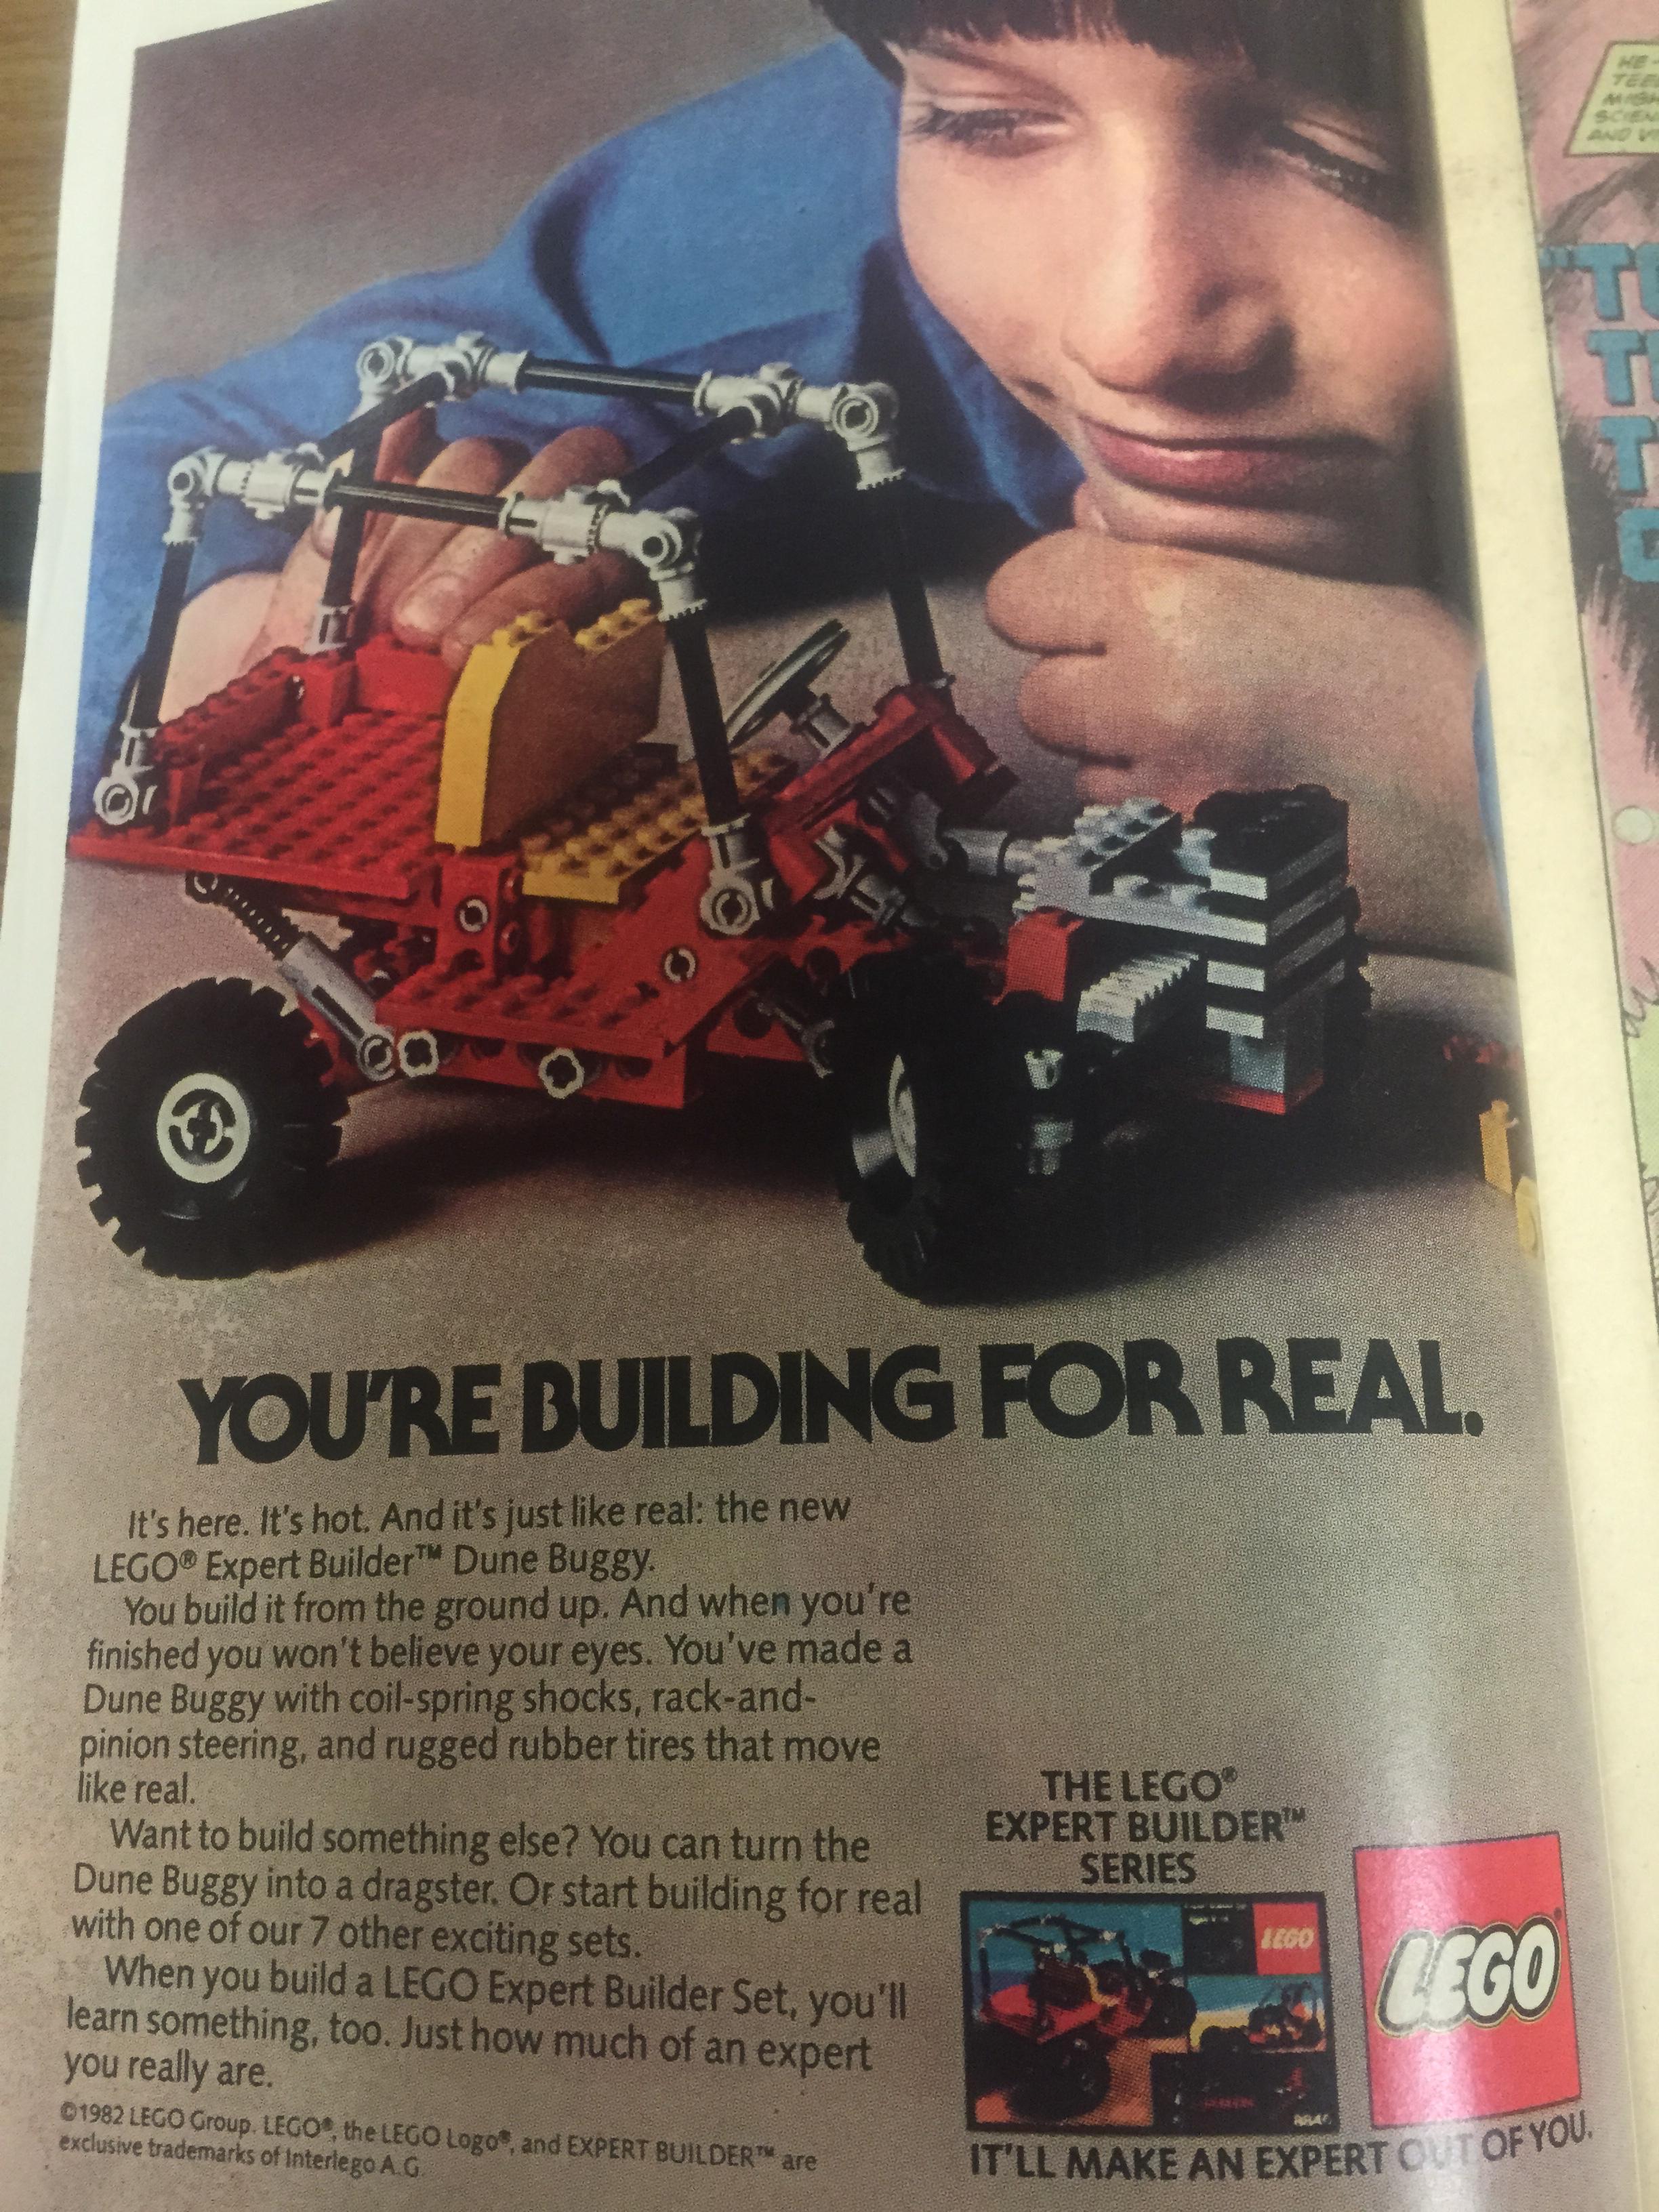 YOU'RE BUILDING FOR REAL.
It's here. It's hot. And it's just like real: the new
LEGO® Expert Builder™ Dune Buggy.
You build it from the ground up. And when you're
finished you won't believe your eyes. You've made a
Dune Buggy with coil-spring shocks, rack-and-
pinion steering, and rugged rubber tires that move
like real.
Want to build something else? You can turn the
Dune Buggy into a dragster. Or start building for real
with one of our 7 other exciting sets.
When you build a LEGO Expert Builder Set, you'll
learn something, too. Just how much of an expert
you really are.
©1982 LEGO Group. LEGO®, the LEGO Logo®, and EXPERT BUILDER™ are
exclusive trademarks of Interlego A.G.
THE LEGO®
EXPERT BUILDER™
SERIES
LEGO
LEGO®
IT'LL MAKE AN EXPERT OUT OF YOU.
AND